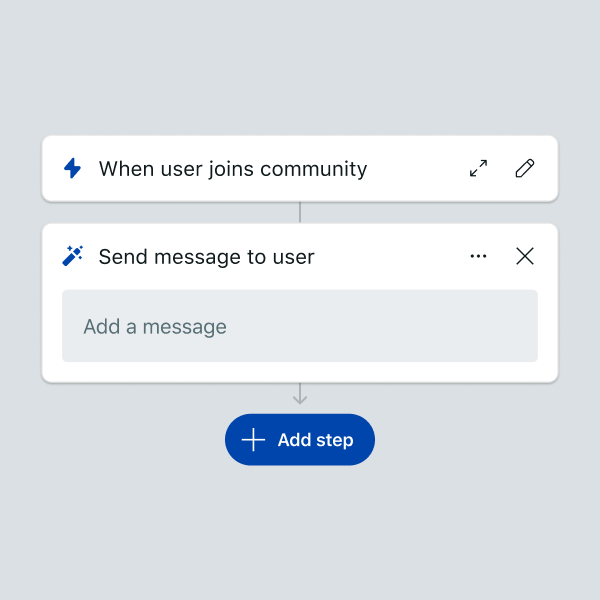 When user joins community
Send message to user
Add a message
Add step